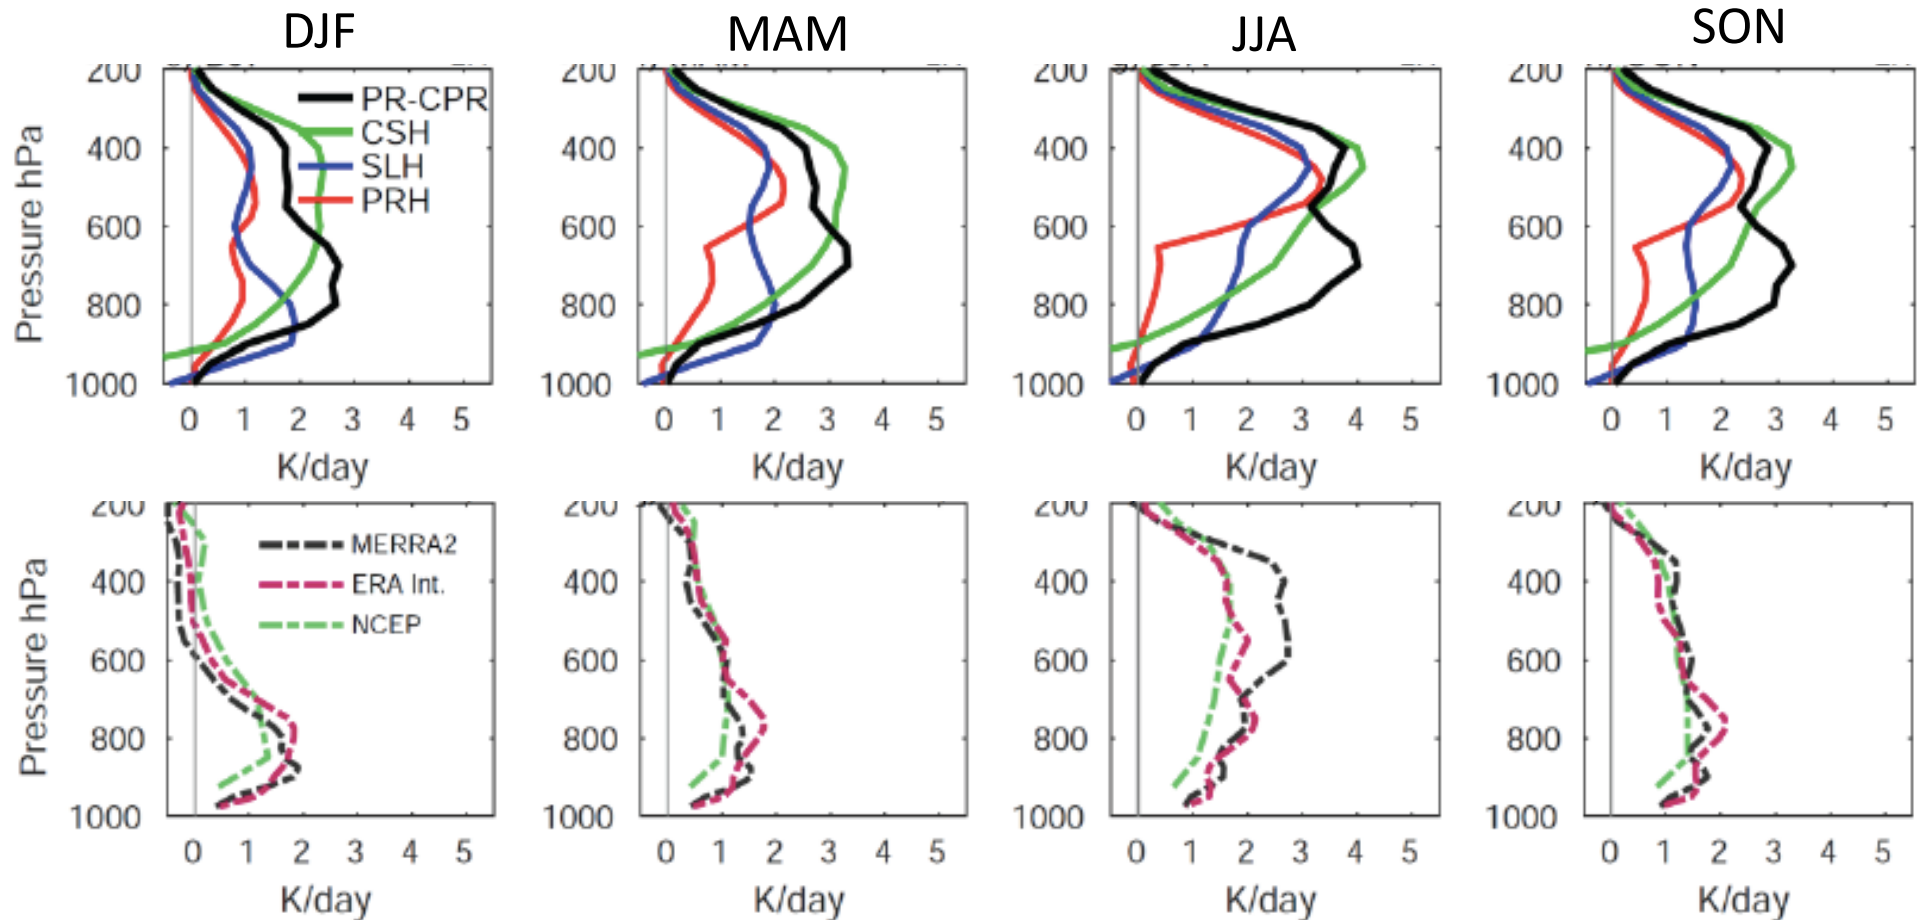 DJF MAM JJA SON
200 200 200 200
PR-CPR
CSH
400 400 400 400
SLH
PRH
Pressure hPa
600 600 600 600
800 800 800 800
1000 1000 1000 1000
0 1 2 3 4 5 0 1 2 3 4 5 0 1 2 3 4 5 0 1 2 3 4 5
K/day K/day K/day K/day
200 200 200 200
MERRA2
400 400 400 400
ERA Int.
NCEP
Pressure hPa
600 600 600 600
800 800 800 800
1000 1000 1000 1000
0 1 2 3 4 5 0 1 2 3 4 5 0 1 2 3 4 5 0 1 2 3 4 5
K/day K/day K/day K/day